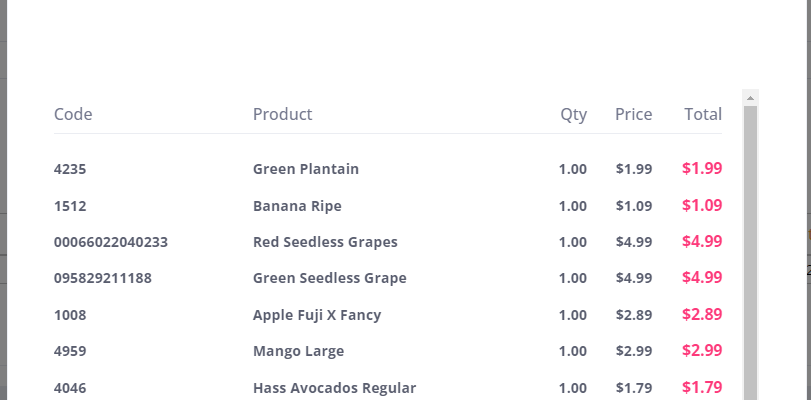 Code Product Qty Price Total
4235 Green Plantain 1.00 $1.99 $1.99
1512 Banana Ripe 1.00 $1.09 $1.09
00066022040233 Red Seedless Grapes 1.00 $4.99 $4.99
095829211188 Green Seedless Grape 1.00 $4.99 $4.99
1008 Apple Fuji X Fancy 1.00 $2.89 $2.89
4959 Mango Large 1.00 $2.99 $2.99
4046 Hass Avocados Regular 1.00 $1.79 $1.79